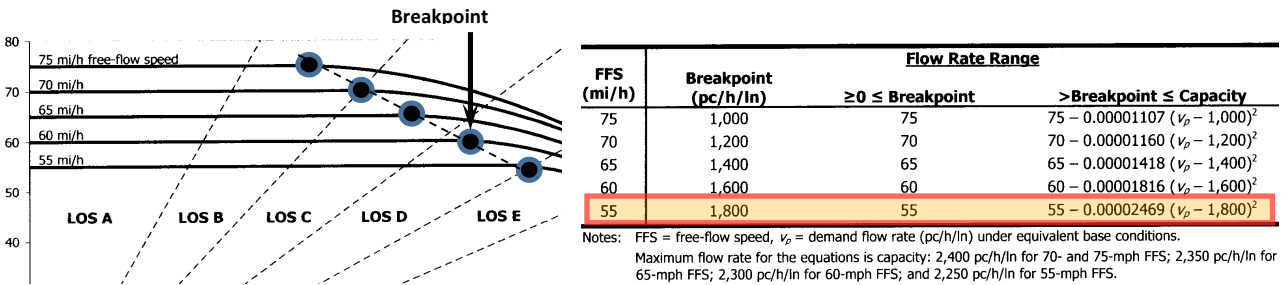 Breakpoint
80
75 mi/h free-flow speed
70
70 mi/h
65 mi/h
60
60 mi/h
55 mi/h
50
LOS A LOS B LOS C LOS D LOS E
40
Flow Rate Range
FFS (mi/h) Breakpoint (pc/h/ln) ≥0 ≤ Breakpoint >Breakpoint ≤ Capacity
75 1,000 75 75 − 0.00001107 (vp − 1,000)²
70 1,200 70 70 − 0.00001160 (vp − 1,200)²
65 1,400 65 65 − 0.00001418 (vp − 1,400)²
60 1,600 60 60 − 0.00001816 (vp − 1,600)²
55 1,800 55 55 − 0.00002469 (vp − 1,800)²
Notes: FFS = free-flow speed, vp = demand flow rate (pc/h/ln) under equivalent base conditions.
Maximum flow rate for the equations is capacity: 2,400 pc/h/ln for 70- and 75-mph FFS; 2,350 pc/h/ln for
65-mph FFS; 2,300 pc/h/ln for 60-mph FFS; and 2,250 pc/h/ln for 55-mph FFS.